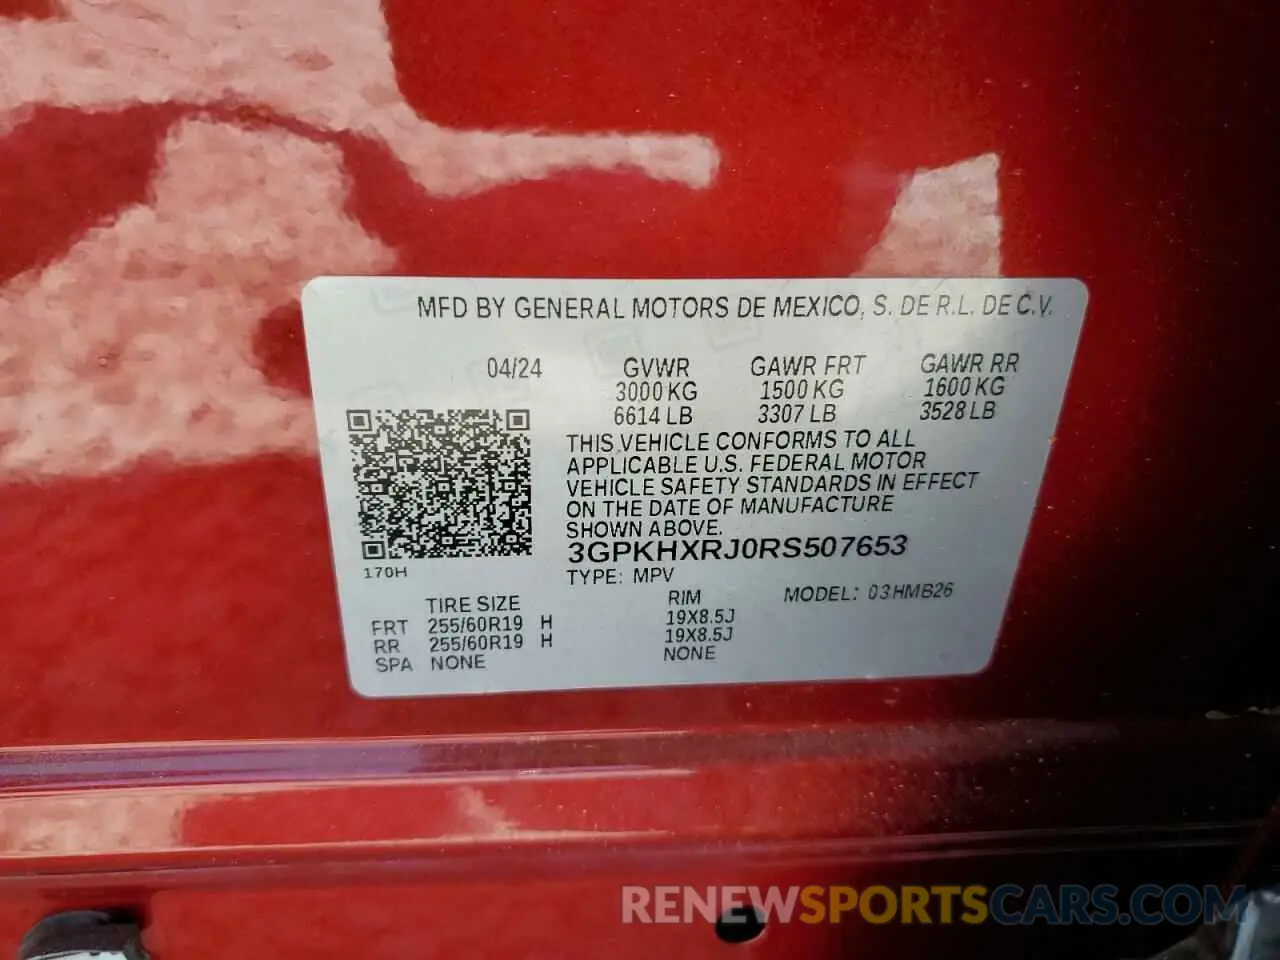 MFD BY GENERAL MOTORS DE MEXICO, S. DE R.L. DE C.V.
04/24 GVWR GAWR FRT GAWR RR
3000 KG 1500 KG 1600 KG
6614 LB 3307 LB 3528 LB
THIS VEHICLE CONFORMS TO ALL
APPLICABLE U.S. FEDERAL MOTOR
VEHICLE SAFETY STANDARDS IN EFFECT
ON THE DATE OF MANUFACTURE
SHOWN ABOVE.
3GPKHXRJ0RS507653
170H TYPE: MPV
TIRE SIZE RIM MODEL: 03HMB26
FRT 255/60R19 H 19X8.5J
RR 255/60R19 H 19X8.5J
SPA NONE NONE
RENEWSPORTSCARS.COM